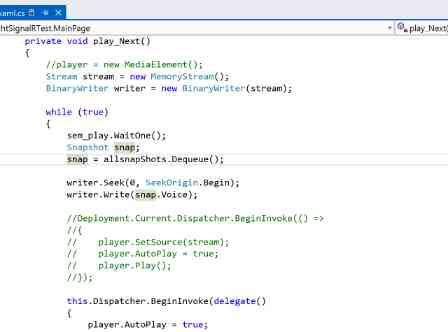 xaml.cs
htSignalRTest.MainPage
play_Next(
private void play_Next()
{
//player = new MediaElement();
Stream stream = new MemoryStream();
BinaryWriter writer = new BinaryWriter(stream);
while (true)
{
sem_play.WaitOne();
Snapshot snap;
snap = allsnapShots.Dequeue();
writer.Seek(0, SeekOrigin.Begin);
writer.Write(snap.Voice);
//Deployment.Current.Dispatcher.BeginInvoke(() =>
//{
//    player.SetSource(stream);
//    player.AutoPlay = true;
//    player.Play();
//});
this.Dispatcher.BeginInvoke(delegate()
{
player.AutoPlay = true;